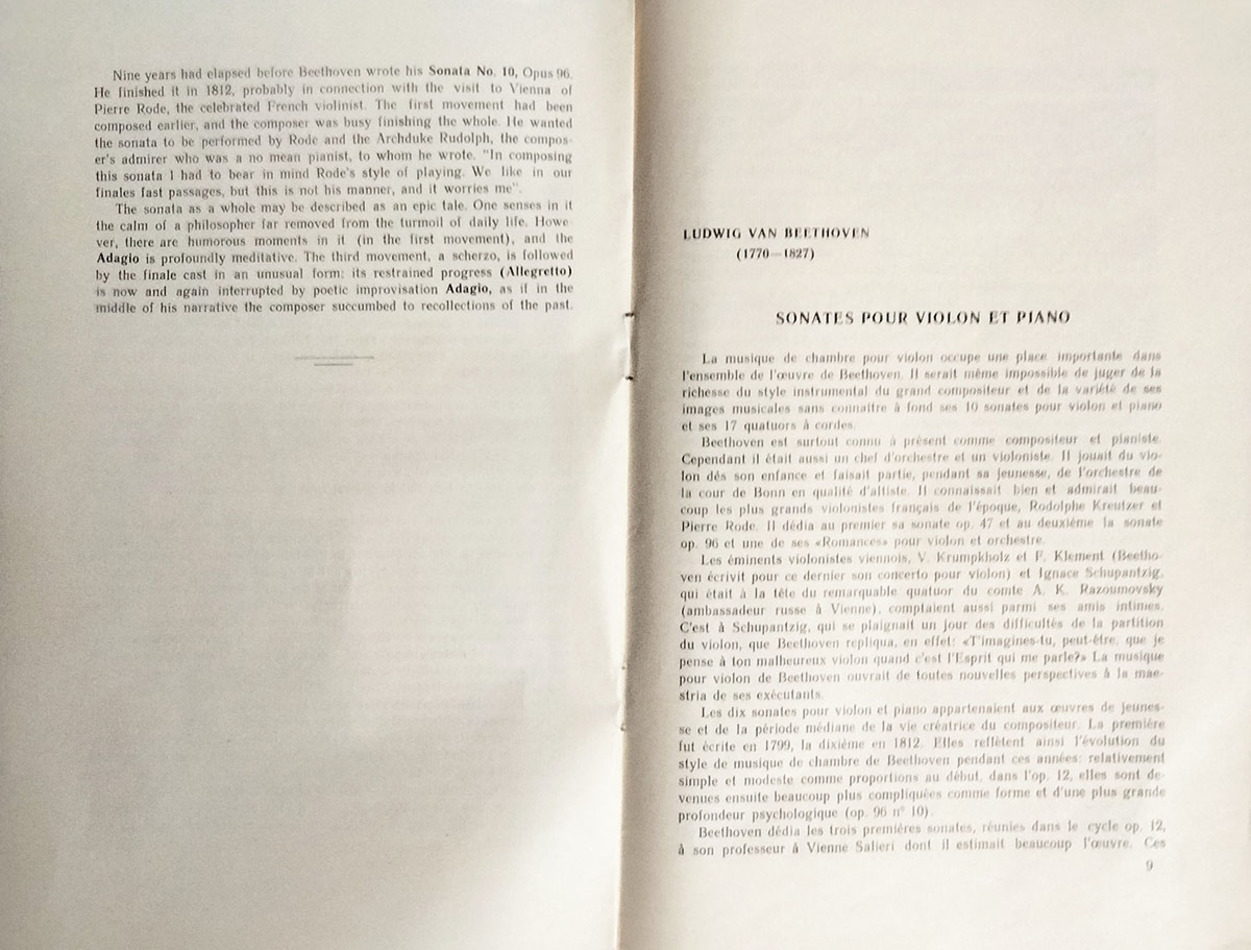 Nine years had elapsed before Beethoven wrote his Sonata No. 10, Opus 96.
He finished it in 1812, probably in connection with the visit to Vienna of
Pierre Rode, the celebrated French violinist. The first movement had been
composed earlier, and the composer was busy finishing the whole. He wanted
the sonata to be performed by Rode and the Archduke Rudolph, the compos-
er's admirer who was a no mean pianist, to whom he wrote. "In composing
this sonata I had to bear in mind Rode's style of playing. We like in our
finales fast passages, but this is not his manner, and it worries me".
The sonata as a whole may be described as an epic tale. One senses in it
the calm of a philosopher far removed from the turmoil of daily life. Howe-
ver, there are humorous moments in it (in the first movement), and the
Adagio is profoundly meditative. The third movement, a scherzo, is followed
by the finale cast in an unusual form: its restrained progress (Allegretto)
is now and again interrupted by poetic improvisation Adagio, as if in the
middle of his narrative the composer succumbed to recollections of the past.
LUDWIG VAN BEETHOVEN
(1770—1827)
SONATES POUR VIOLON ET PIANO
La musique de chambre pour violon occupe une place importante dans
l'ensemble de l'œuvre de Beethoven. Il serait même impossible de juger de la
richesse du style instrumental du grand compositeur et de la variété de ses
images musicales sans connaître à fond ses 10 sonates pour violon et piano
et ses 17 quatuors à cordes.
Beethoven est surtout connu à présent comme compositeur et pianiste.
Cependant il était aussi un chef d'orchestre et un violoniste. Il jouait du vio-
lon dés son enfance et faisait partie, pendant sa jeunesse, de l'orchestre de
la cour de Bonn en qualité d'altiste. Il connaissait bien et admirait beau-
coup les plus grands violonistes français de l'époque, Rodolphe Kreutzer et
Pierre Rode. Il dédia au premier sa sonate op. 47 et au deuxième la sonate
op. 96 et une de ses «Romances» pour violon et orchestre.
Les éminents violonistes viennois, V. Krumpkholz et F. Klement (Beetho-
ven écrivit pour ce dernier son concerto pour violon) et Ignace Schupantzig,
qui était à la tête du remarquable quatuor du comte A. K. Razoumovsky
(ambassadeur russe à Vienne), comptaient aussi parmi ses amis intimes.
C'est à Schupantzig, qui se plaignait un jour des difficultés de la partition
du violon, que Beethoven repliqua, en effet: «T'imagines-tu, peut-être, que je
pense à ton malheureux violon quand c'est l'Esprit qui me parle?» La musique
pour violon de Beethoven ouvrait de toutes nouvelles perspectives à la mae-
stria de ses exécutants.
Les dix sonates pour violon et piano appartenaient aux œuvres de jeunes-
se et de la période médiane de la vie créatrice du compositeur. La première
fut écrite en 1799, la dixième en 1812. Elles reflètent ainsi l'évolution du
style de musique de chambre de Beethoven pendant ces années: relativement
simple et modeste comme proportions au début, dans l'op. 12, elles sont de-
venues ensuite beaucoup plus compliquées comme forme et d'une plus grande
profondeur psychologique (op. 96 n° 10).
Beethoven dédia les trois premières sonates, réunies dans le cycle op. 12,
à son professeur à Vienne Salieri dont il estimait beaucoup l'œuvre. Ces
9